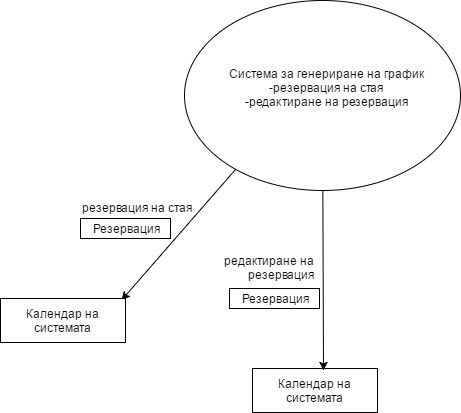 Система за генериране на график
-резервация на стая
-редактиране на резервация
резервация на стая
Резервация
редактиране на
резервация
Резервация
Календар на
системата
Календар на
системата